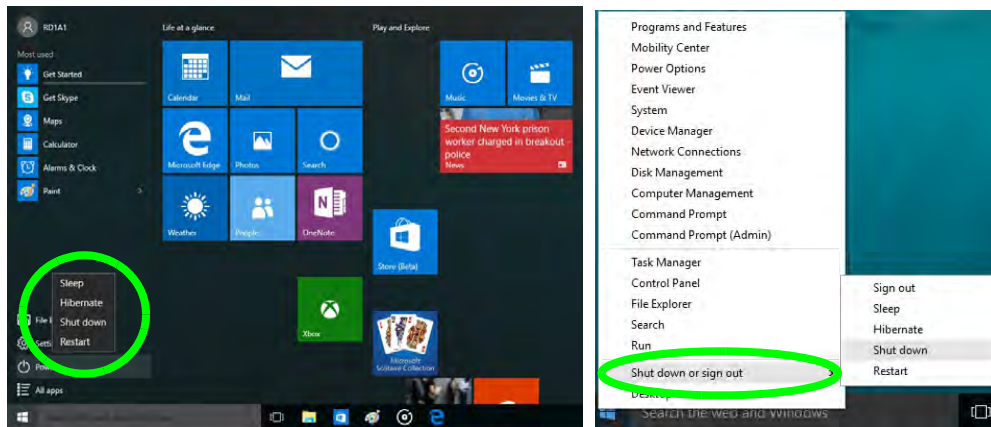 RD1A1
Life at a glance
Play and Explore
Most used
Get Started
Get Skype
Maps
Calculator
Alarms & Clock
Paint
Calendar
Mail
Microsoft Edge
Photos
Search
Weather
People
OneNote
Xbox
Music
Movies & TV
Second New York prison
worker charged in breakout -
police
News
Store (Beta)
Microsoft
Solitaire Collection
Sleep
Hibernate
Shut down
Restart
File
All apps
Programs and Features
Mobility Center
Power Options
Event Viewer
System
Device Manager
Network Connections
Disk Management
Computer Management
Command Prompt
Command Prompt (Admin)
Task Manager
Control Panel
File Explorer
Search
Run
Shut down or sign out
Desktop
Sign out
Sleep
Hibernate
Shut down
Restart
Search the web and Windows